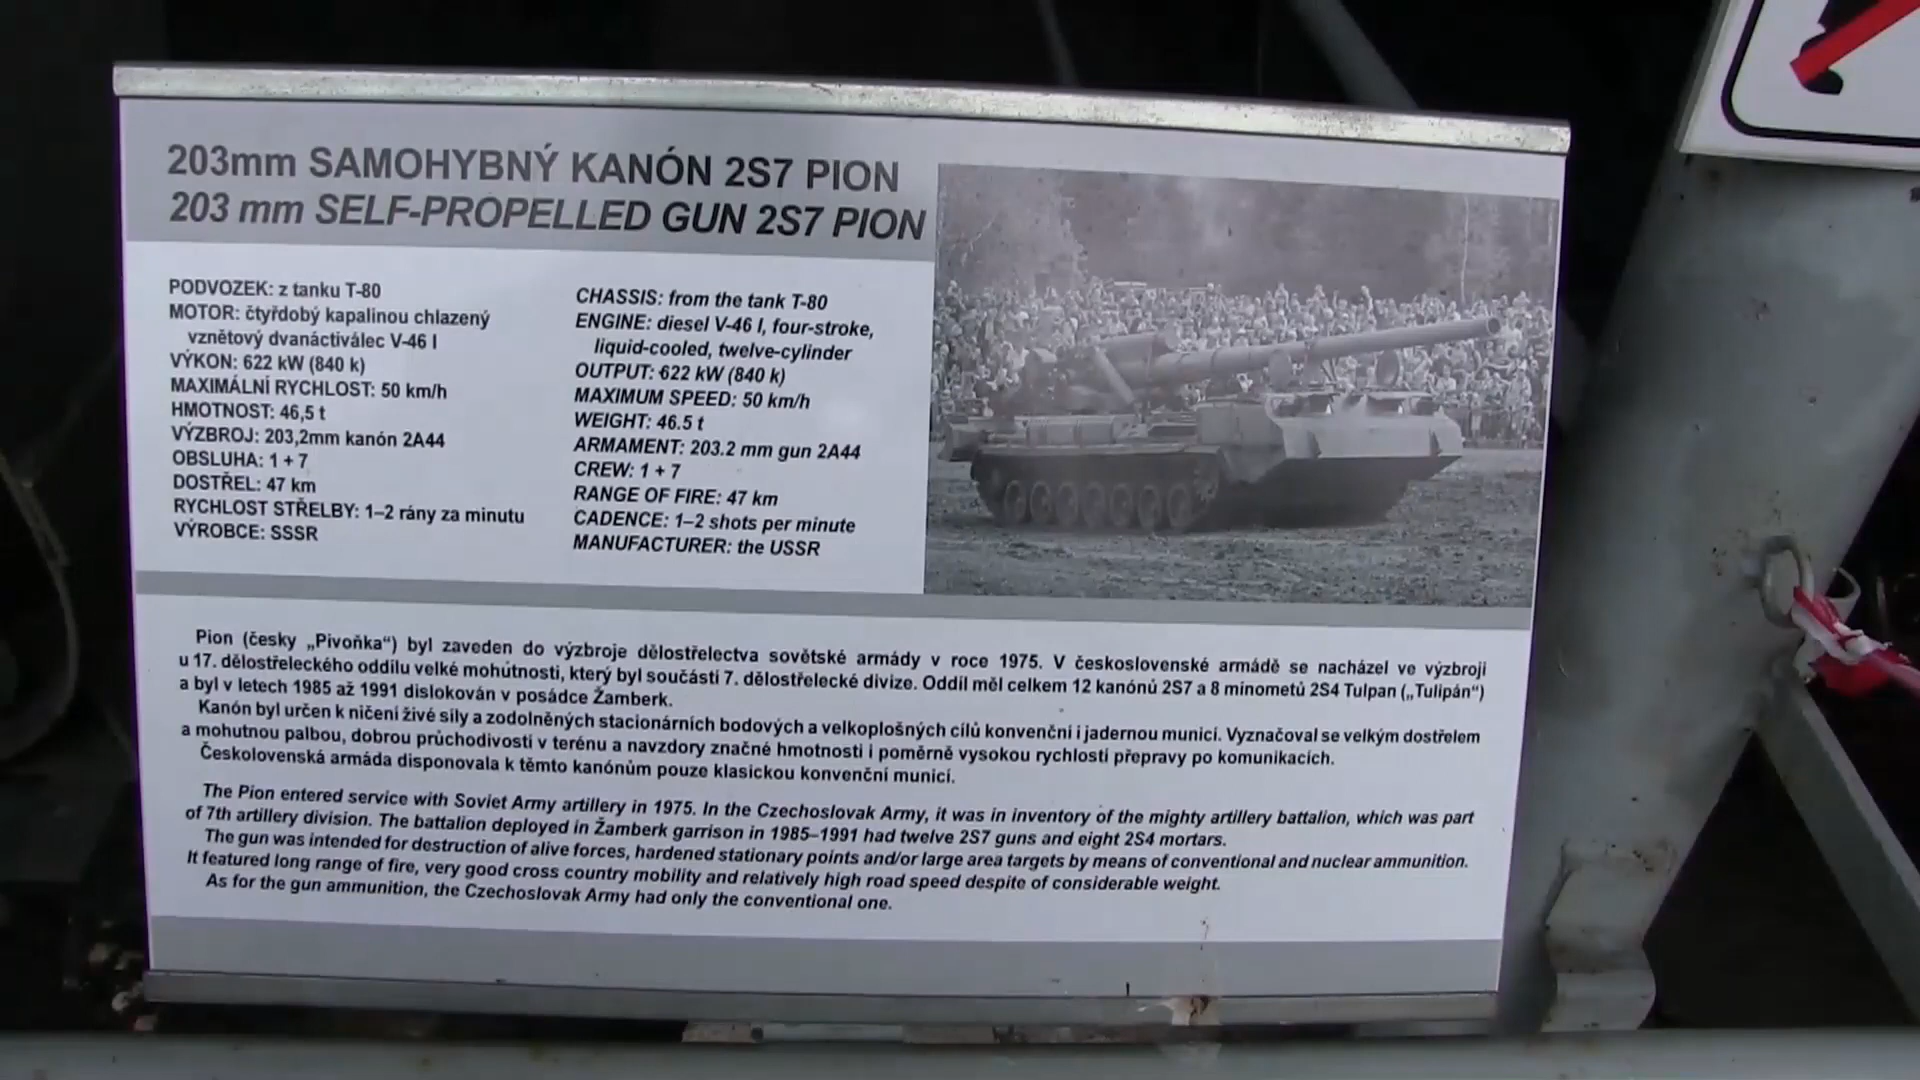 203mm SAMOHYBNÝ KANÓN 2S7 PION
203 mm SELF-PROPELLED GUN 2S7 PION
PODVOZEK: z tanku T-80
MOTOR: čtyřdobý kapalinou chlazený
vznětový dvanáctiválec V-46 I
VÝKON: 622 kW (840 k)
MAXIMÁLNÍ RYCHLOST: 50 km/h
HMOTNOST: 46,5 t
VÝZBROJ: 203,2mm kanón 2A44
OBSLUHA: 1 + 7
DOSTŘEL: 47 km
RYCHLOST STŘELBY: 1–2 rány za minutu
VÝROBCE: SSSR
CHASSIS: from the tank T-80
ENGINE: diesel V-46 I, four-stroke,
liquid-cooled, twelve-cylinder
OUTPUT: 622 kW (840 k)
MAXIMUM SPEED: 50 km/h
WEIGHT: 46.5 t
ARMAMENT: 203.2 mm gun 2A44
CREW: 1 + 7
RANGE OF FIRE: 47 km
CADENCE: 1–2 shots per minute
MANUFACTURER: the USSR
Pion (česky „Pivoňka“) byl zaveden do výzbroje dělostřelectva sovětské armády v roce 1975. V československé armádě se nacházel ve výzbroji
u 17. dělostřeleckého oddílu velké mohutnosti, který byl součástí 7. dělostřelecké divize. Oddíl měl celkem 12 kanónů 2S7 a 8 minometů 2S4 Tulpan („Tulipán“)
a byl v letech 1985 až 1991 dislokován v posádce Žamberk.
Kanón byl určen k ničení živé síly a zodolněných stacionárních bodových a velkoplošných cílů konvenční i jadernou municí. Vyznačoval se velkým dostřelem
a mohutnou palbou, dobrou průchodivostí v terénu a navzdory značné hmotnosti i poměrně vysokou rychlostí přepravy po komunikacích.
Československá armáda disponovala k těmto kanónům pouze klasickou konvenční municí.
The Pion entered service with Soviet Army artillery in 1975. In the Czechoslovak Army, it was in inventory of the mighty artillery battalion, which was part
of 7th artillery division. The battalion deployed in Žamberk garrison in 1985–1991 had twelve 2S7 guns and eight 2S4 mortars.
The gun was intended for destruction of alive forces, hardened stationary points and/or large area targets by means of conventional and nuclear ammunition.
It featured long range of fire, very good cross country mobility and relatively high road speed despite of considerable weight.
As for the gun ammunition, the Czechoslovak Army had only the conventional one.